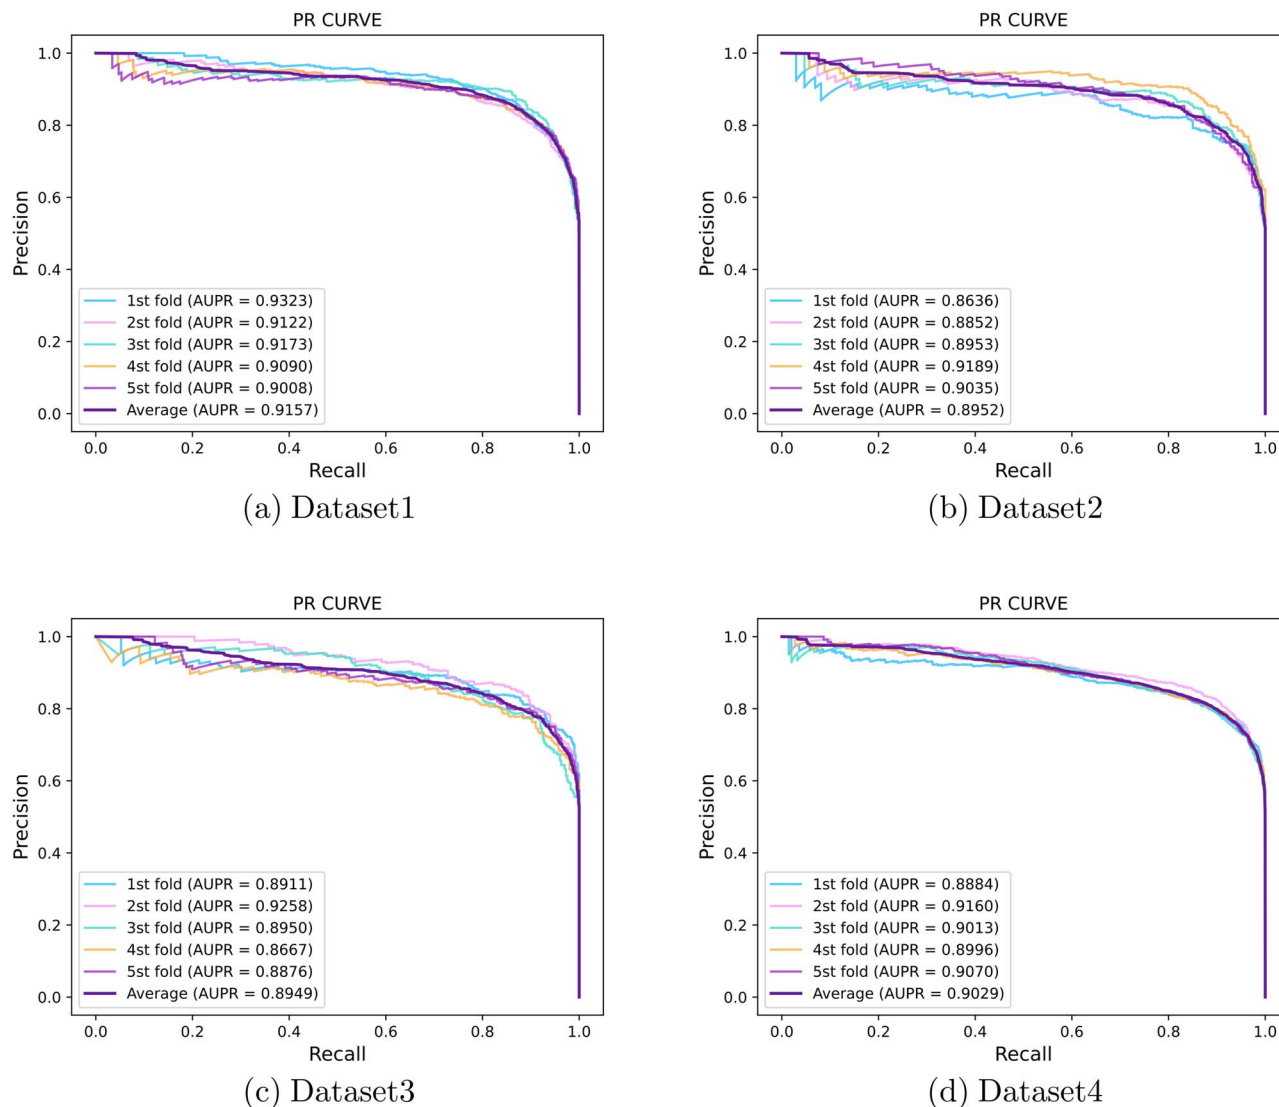 PR CURVE
Precision
1.0
0.8
0.6
0.4
0.2
0.0
1st fold (AUPR = 0.9323)
2st fold (AUPR = 0.9122)
3st fold (AUPR = 0.9173)
4st fold (AUPR = 0.9090)
5st fold (AUPR = 0.9008)
Average (AUPR = 0.9157)
0.0 0.2 0.4 0.6 0.8 1.0
Recall
(a) Dataset1
PR CURVE
Precision
1.0
0.8
0.6
0.4
0.2
0.0
1st fold (AUPR = 0.8636)
2st fold (AUPR = 0.8852)
3st fold (AUPR = 0.8953)
4st fold (AUPR = 0.9189)
5st fold (AUPR = 0.9035)
Average (AUPR = 0.8952)
0.0 0.2 0.4 0.6 0.8 1.0
Recall
(b) Dataset2
PR CURVE
Precision
1.0
0.8
0.6
0.4
0.2
0.0
1st fold (AUPR = 0.8911)
2st fold (AUPR = 0.9258)
3st fold (AUPR = 0.8950)
4st fold (AUPR = 0.8667)
5st fold (AUPR = 0.8876)
Average (AUPR = 0.8949)
0.0 0.2 0.4 0.6 0.8 1.0
Recall
(c) Dataset3
PR CURVE
Precision
1.0
0.8
0.6
0.4
0.2
0.0
1st fold (AUPR = 0.8884)
2st fold (AUPR = 0.9160)
3st fold (AUPR = 0.9013)
4st fold (AUPR = 0.8996)
5st fold (AUPR = 0.9070)
Average (AUPR = 0.9029)
0.0 0.2 0.4 0.6 0.8 1.0
Recall
(d) Dataset4